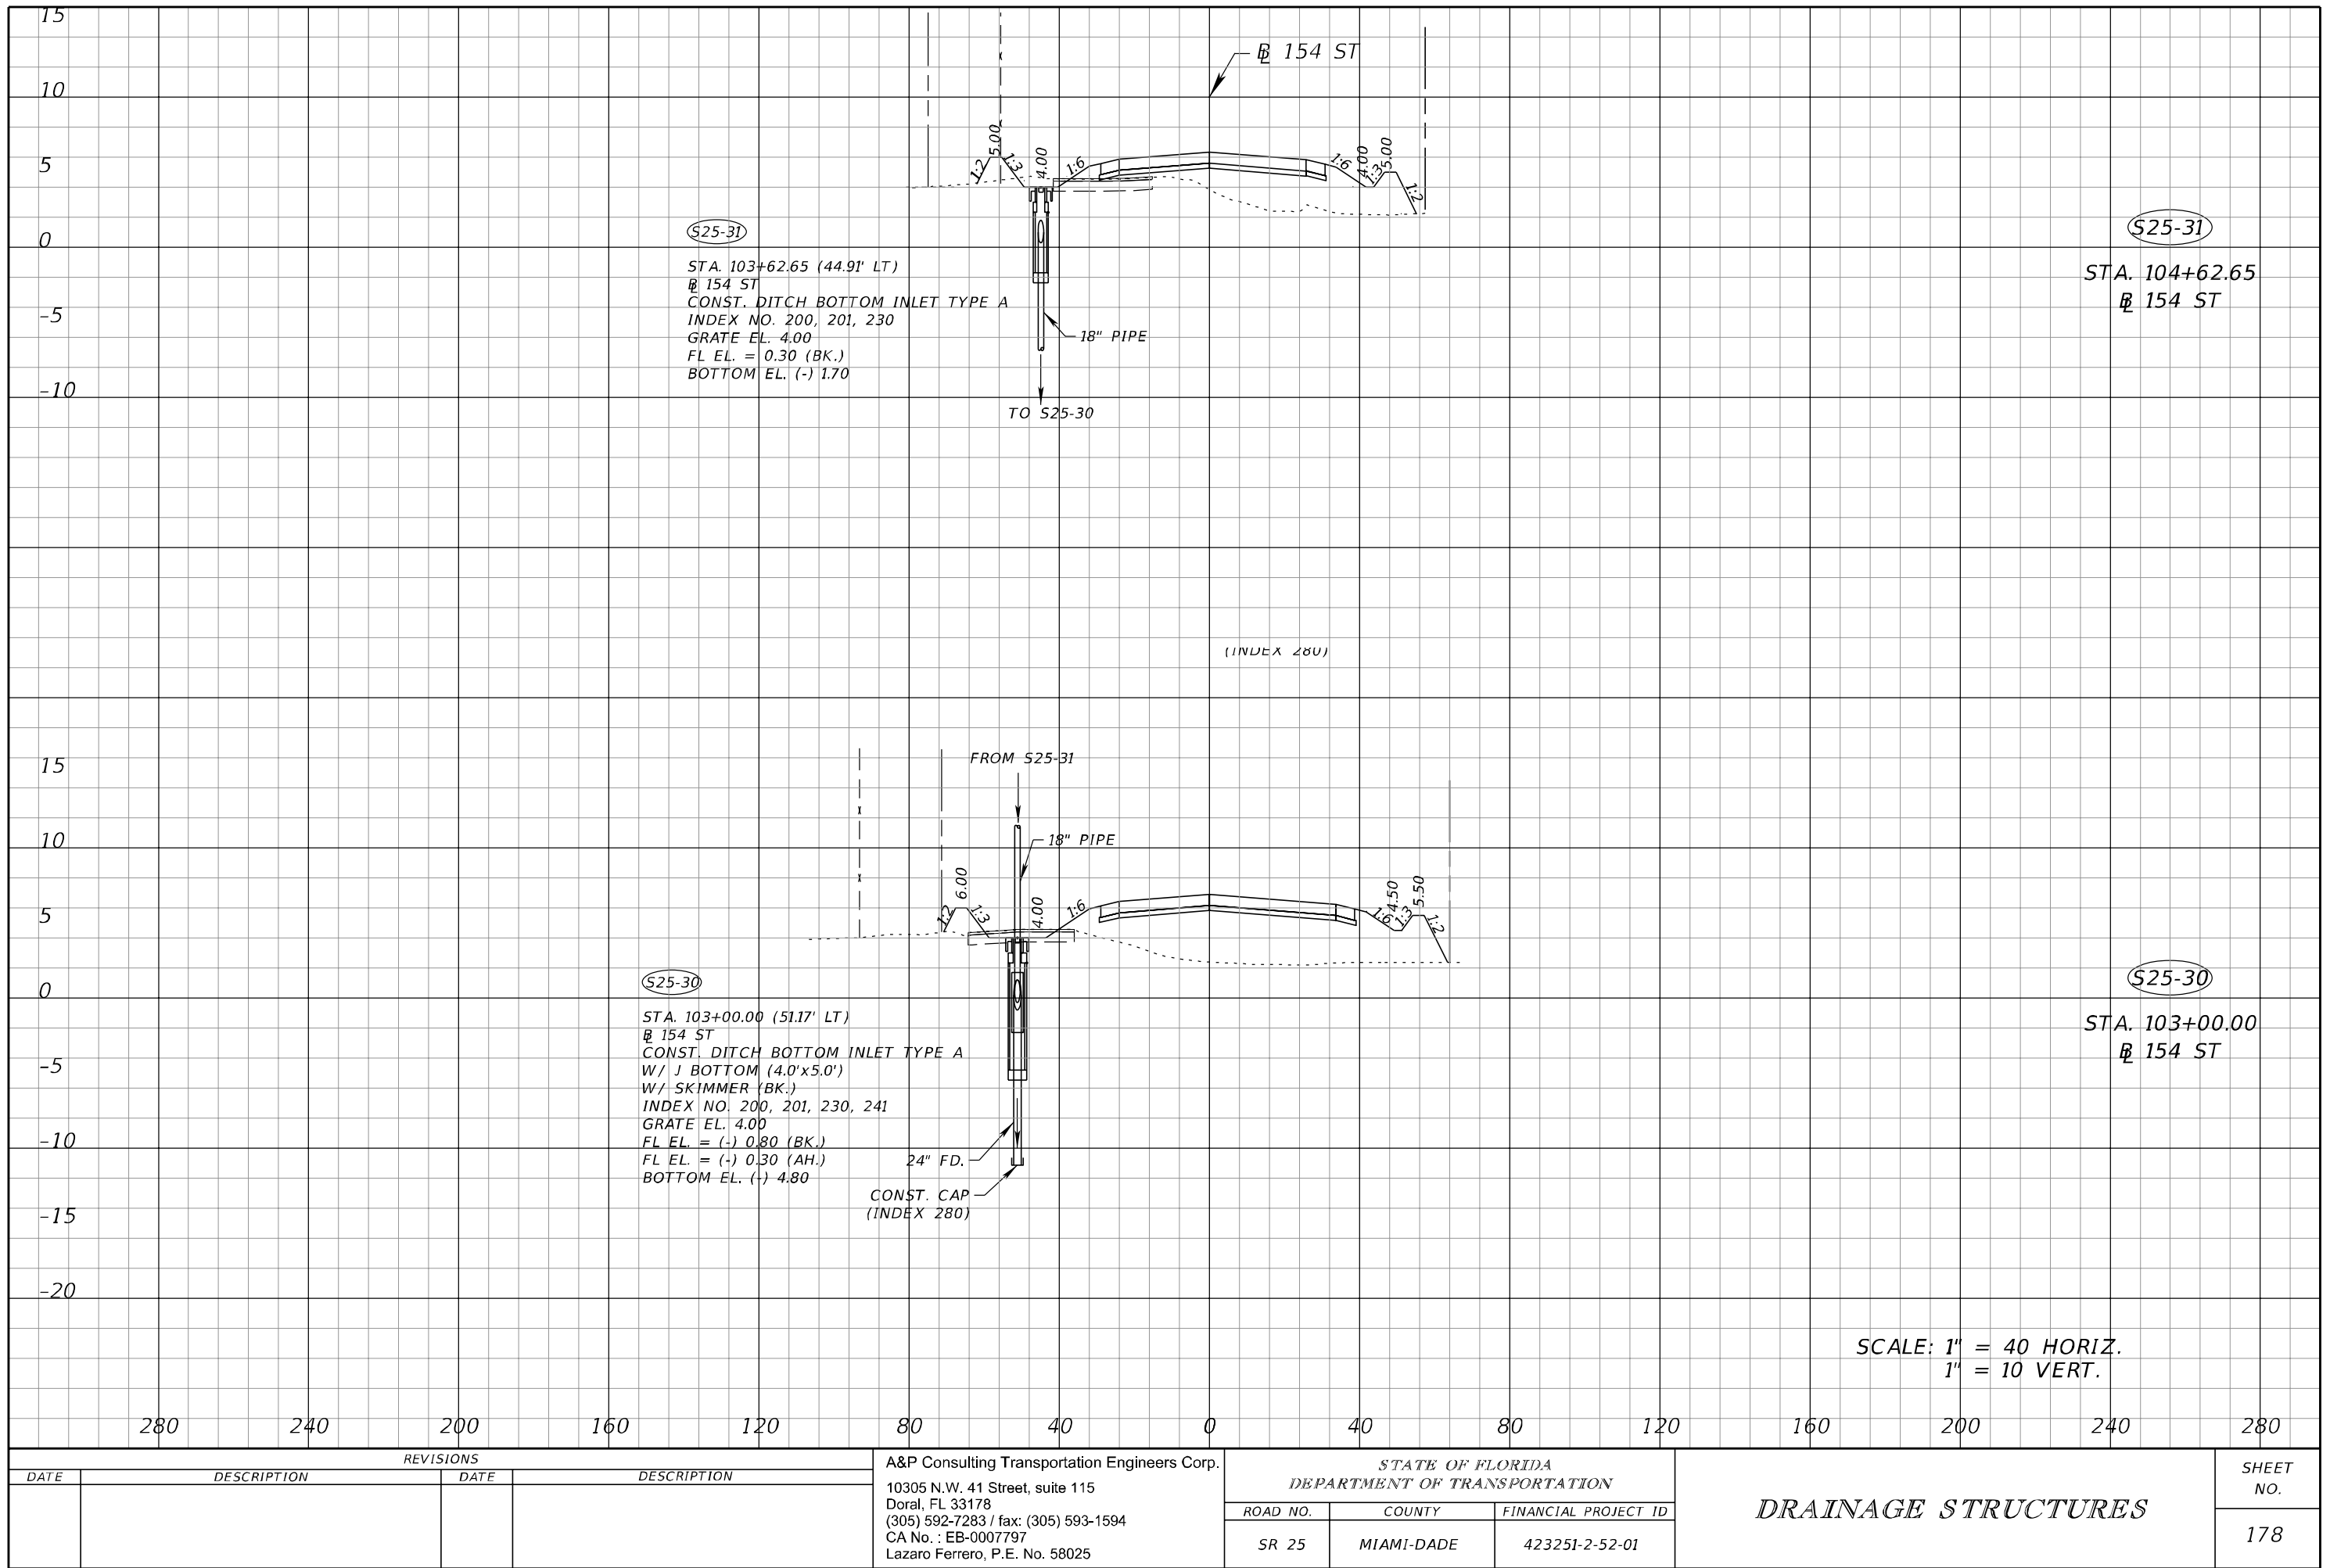 15
10
5
0
-5
-10
BL 154 ST
1:2
5.00
1:3
4.00
1:6
1:6
4.00
1:3
5.00
1:2
S25-31
STA. 103+62.65 (44.91' LT)
BL 154 ST
CONST. DITCH BOTTOM INLET TYPE A
INDEX NO. 200, 201, 230
GRATE EL. 4.00
FL EL. = 0.30 (BK.)
BOTTOM EL. (-) 1.70
18" PIPE
TO S25-30
S25-31
STA. 104+62.65
BL 154 ST
(INDEX 280)
15
10
5
0
-5
-10
-15
-20
FROM S25-31
18" PIPE
1:2
6.00
1:3
4.00
1:6
1:6
4.50
1:3
5.50
1:2
S25-30
STA. 103+00.00 (51.17' LT)
BL 154 ST
CONST. DITCH BOTTOM INLET TYPE A
W/ J BOTTOM (4.0'x5.0')
W/ SKIMMER (BK.)
INDEX NO. 200, 201, 230, 241
GRATE EL. 4.00
FL EL. = (-) 0.80 (BK.)
FL EL. = (-) 0.30 (AH.)
BOTTOM EL. (-) 4.80
24" FD.
CONST. CAP
(INDEX 280)
S25-30
STA. 103+00.00
BL 154 ST
SCALE: 1" = 40 HORIZ.
1" = 10 VERT.
280 240 200 160 120 80 40 0 40 80 120 160 200 240 280
REVISIONS
DATE DESCRIPTION DATE DESCRIPTION
A&P Consulting Transportation Engineers Corp.
10305 N.W. 41 Street, suite 115
Doral, FL 33178
(305) 592-7283 / fax: (305) 593-1594
CA No. : EB-0007797
Lazaro Ferrero, P.E. No. 58025
STATE OF FLORIDA
DEPARTMENT OF TRANSPORTATION
ROAD NO. COUNTY FINANCIAL PROJECT ID
SR 25 MIAMI-DADE 423251-2-52-01
DRAINAGE STRUCTURES
SHEET
NO.
178